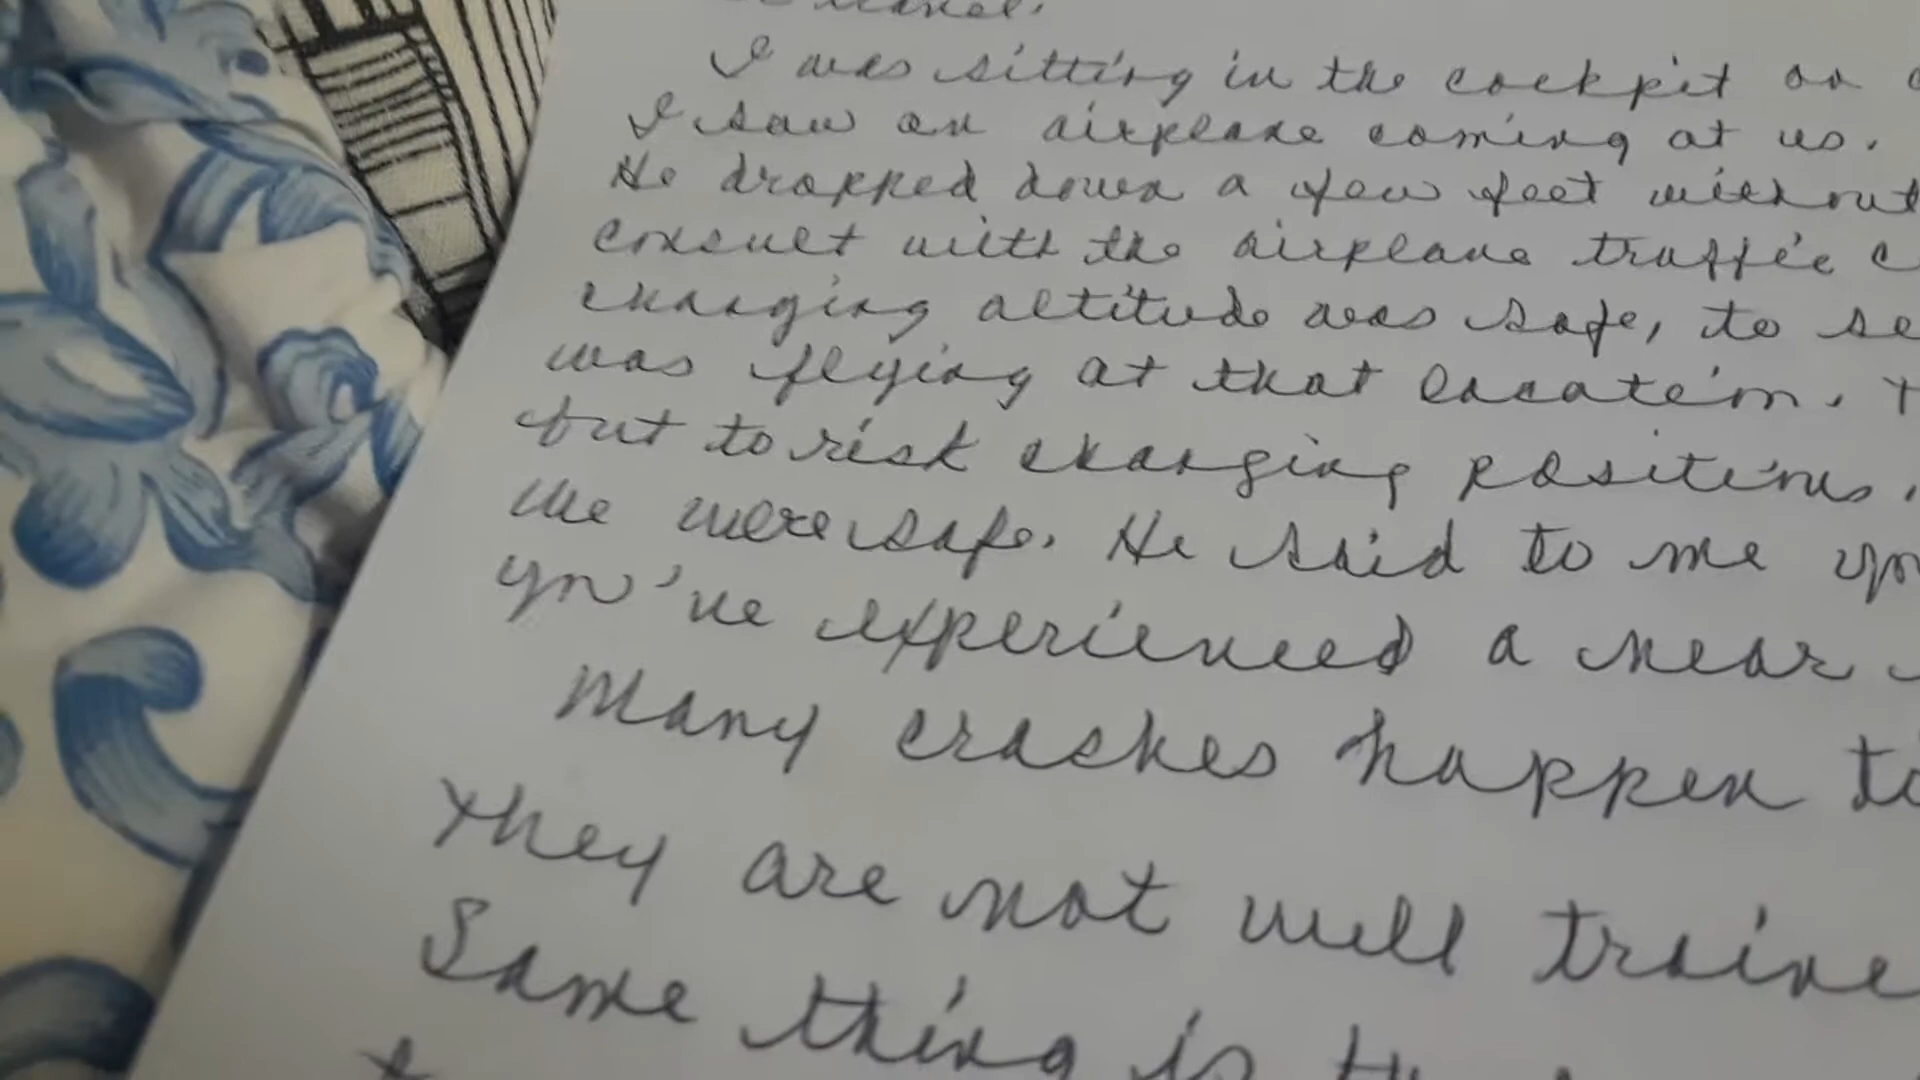 I was sitting in the cockpit on
I saw an airplane coming at us.
He dropped down a few feet without
consult with the airplane traffic
changing altitude was safe, to se
was flying at that location.
but to risk changing positions.
we were safe. He said to me
you've experienced a near
Many crashes happen
They are not well traine
Same thing is